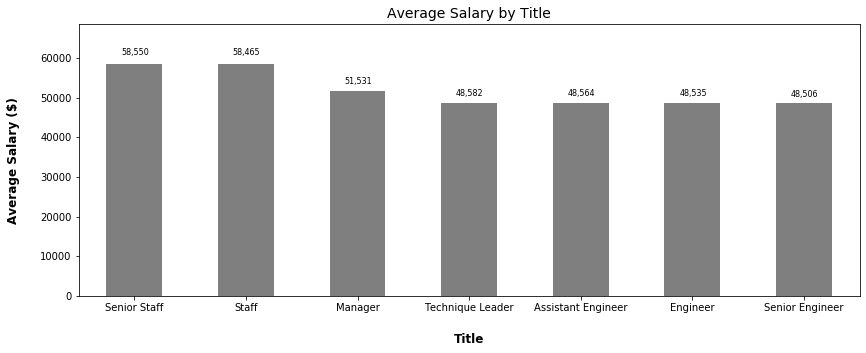 Average Salary by Title
Average Salary ($)
60000
50000
40000
30000
20000
10000
0
58,550
58,465
51,531
48,582
48,564
48,535
48,506
Senior Staff
Staff
Manager
Technique Leader
Assistant Engineer
Engineer
Senior Engineer
Title